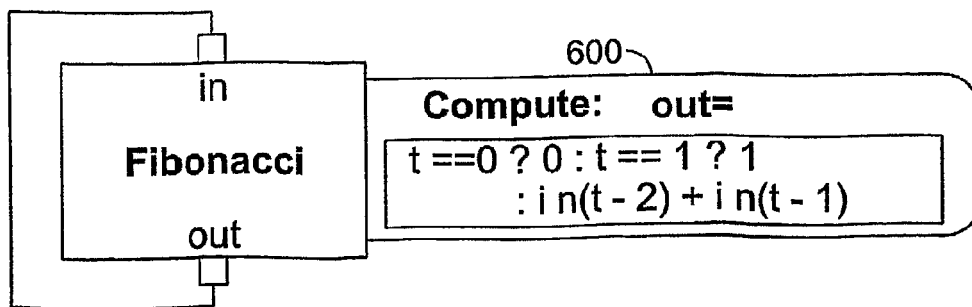 600
in
Compute: out=
Fibonacci
t ==0 ? 0 : t == 1 ? 1
: i n(t - 2) + i n(t - 1)
out